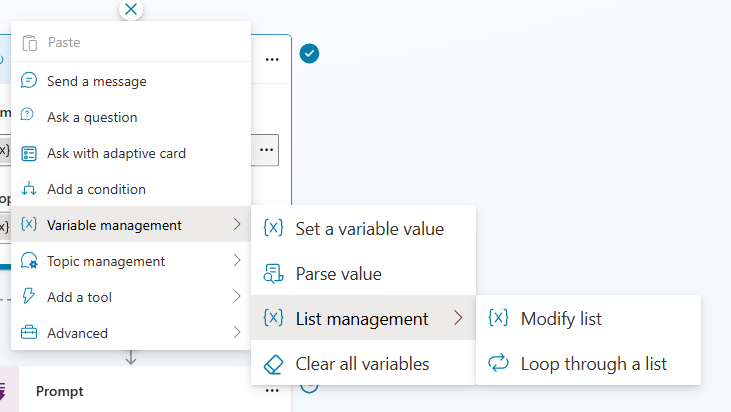 Paste
Send a message
Ask a question
Ask with adaptive card
Add a condition
Variable management
Topic management
Add a tool
Advanced
Set a variable value
Parse value
List management
Clear all variables
Modify list
Loop through a list
Prompt